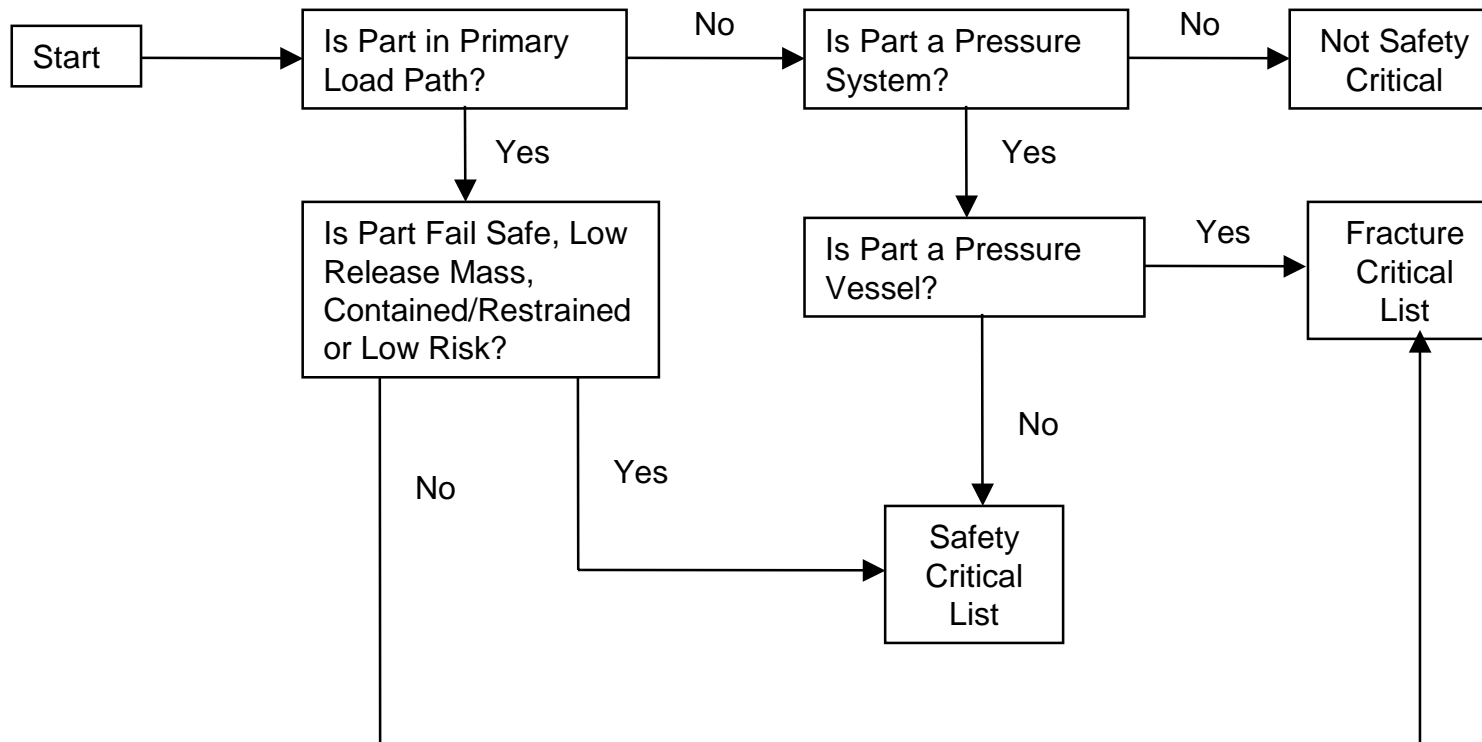 Start
Is Part in Primary
Load Path?
No
Is Part a Pressure
System?
No
Not Safety
Critical
Yes
Yes
Is Part Fail Safe, Low
Release Mass,
Contained/Restrained
or Low Risk?
Is Part a Pressure
Vessel?
Yes
Fracture
Critical
List
No
Yes
No
Safety
Critical
List